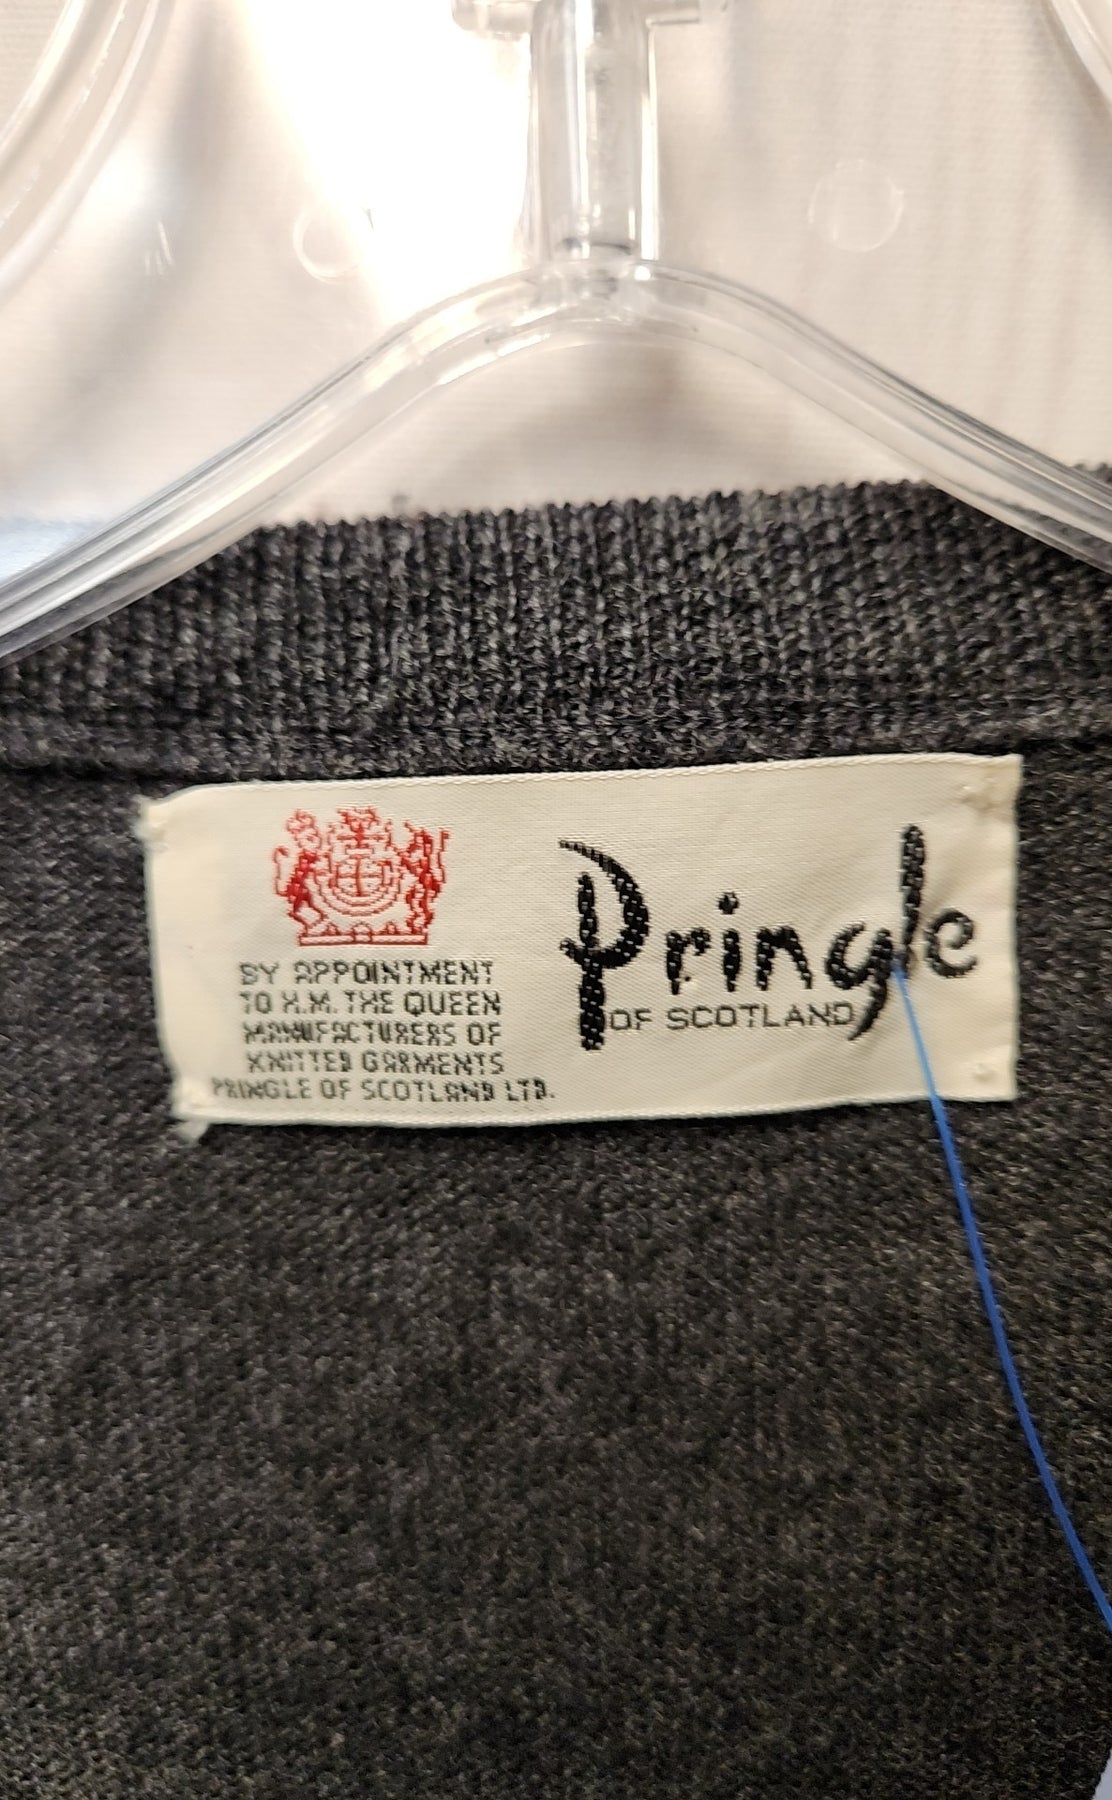 BY APPOINTMENT
TO H.M. THE QUEEN
MANUFACTURERS OF
KNITTED GARMENTS
PRINGLE OF SCOTLAND LTD.
Pringle
OF SCOTLAND